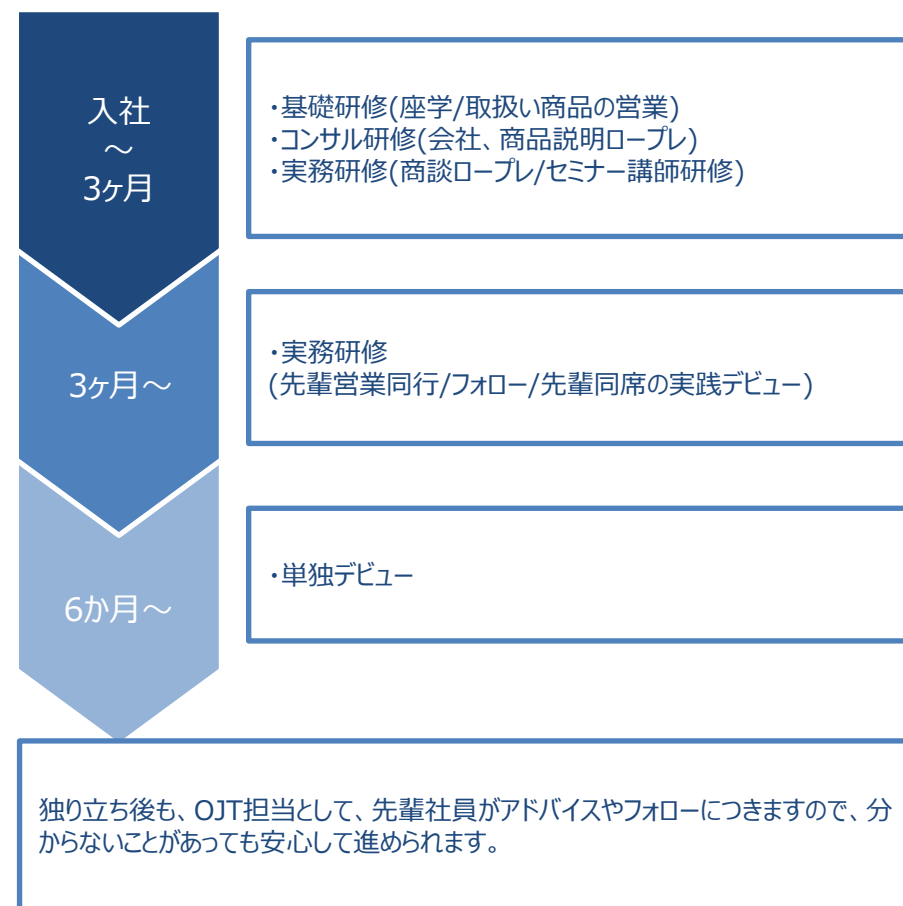 入社
～
3ヶ月
・基礎研修(座学/取扱い商品の営業)
・コンサル研修(会社、商品説明ロープレ)
・実務研修(商談ロープレ/セミナー講師研修)
3ヶ月～
・実務研修
(先輩営業同行/フォロー/先輩同席の実践デビュー)
6か月～
・単独デビュー
独り立ち後も、OJT担当として、先輩社員がアドバイスやフォローにつきますので、分
からないことがあっても安心して進められます。